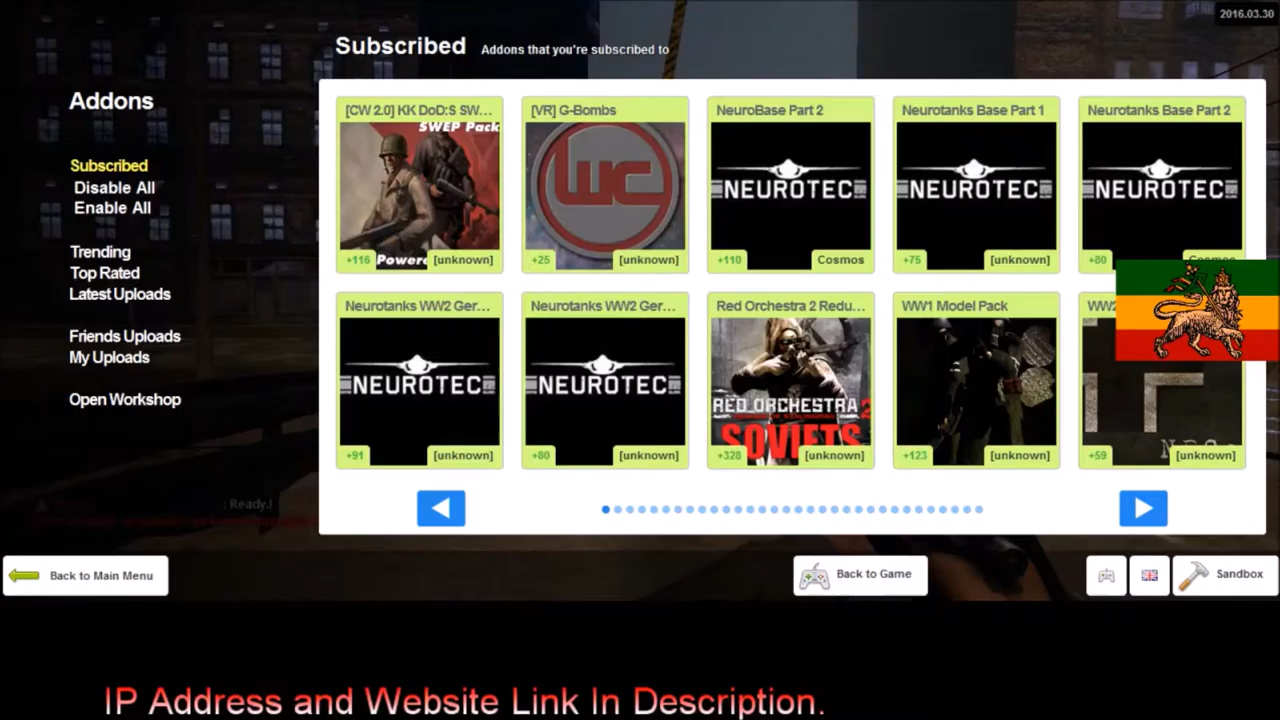 2016.03.30
Subscribed Addons that you're subscribed to
Addons
Subscribed
Disable All
Enable All
Trending
Top Rated
Latest Uploads
Friends Uploads
My Uploads
Open Workshop
[CW 2.0] KK DoD:S SW...
SWEP Pack
Powere
+116 [unknown]
[VR] G-Bombs
WC
+25 [unknown]
NeuroBase Part 2
NEUROTEC
+110 Cosmos
Neurotanks Base Part 1
NEUROTEC
+75 [unknown]
Neurotanks Base Part 2
NEUROTEC
+80 Cosmos
Neurotanks WW2 Ger...
NEUROTEC
+91 [unknown]
Neurotanks WW2 Ger...
NEUROTEC
+80 [unknown]
Red Orchestra 2 Redu...
RED ORCHESTRA 2
SOVIETS
+328 [unknown]
WW1 Model Pack
+123 [unknown]
WW2
+59 [unknown]
: Ready.!
Back to Main Menu
Back to Game
Sandbox
IP Address and Website Link In Description.